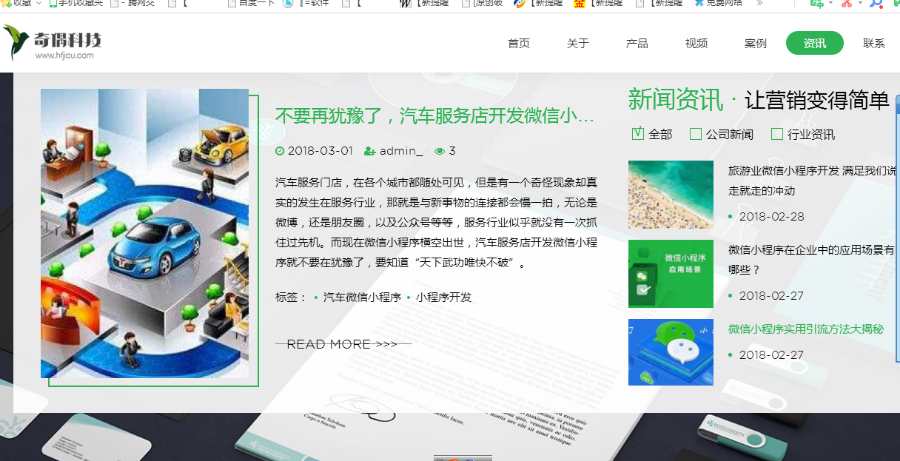 收藏
手机收藏夹
腾网交
【
百度一下
=软件
【
【新提醒
原创破
【新提醒
【新提醒
【新提醒
免费网络
»
奇偶科技
www.hfjou.com
首页
关于
产品
视频
案例
资讯
联系
不要再犹豫了，汽车服务店开发微信小...
2018-03-01 admin_ 3
汽车服务门店，在各个城市都随处可见，但是有一个奇怪现象却真
实的发生在服务行业，那就是与新事物的连接都会慢一拍，无论是
微博，还是朋友圈，以及公众号等等，服务行业似乎就没有一次抓
住过先机。而现在微信小程序横空出世，汽车服务店开发微信小程
序就不要在犹豫了，要知道“天下武功唯快不破”。
标签： • 汽车微信小程序 • 小程序开发
READ MORE >>>
新闻资讯 · 让营销变得简单
全部
公司新闻
行业资讯
旅游业微信小程序开发 满足我们说
走就走的冲动
2018-02-28
微信小程序
应用场景
微信小程序在企业中的应用场景有
哪些？
2018-02-27
微信小程序实用引流方法大揭秘
2018-02-27